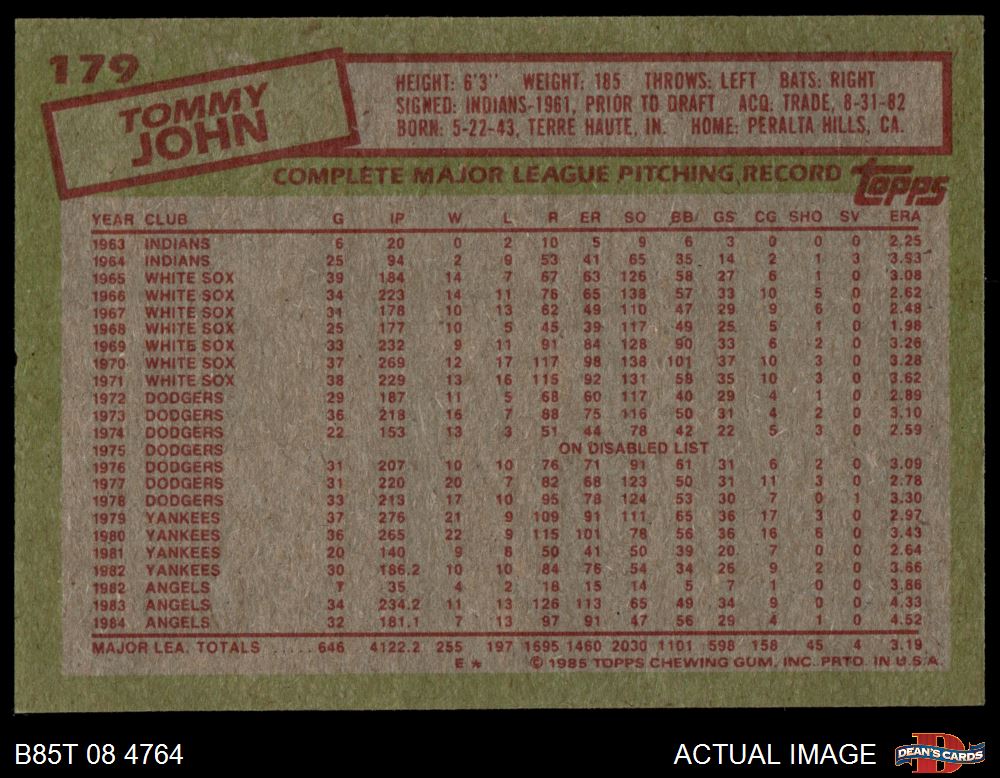 179
TOMMY
JOHN
HEIGHT: 6'3" WEIGHT: 185 THROWS: LEFT BATS: RIGHT
SIGNED: INDIANS-1961, PRIOR TO DRAFT ACQ: TRADE, 8-31-82
BORN: 5-22-43, TERRE HAUTE, IN. HOME: PERALTA HILLS, CA.
COMPLETE MAJOR LEAGUE PITCHING RECORD topps
YEAR CLUB G IP W L R ER SO BB GS CG SHO SV ERA
1963 INDIANS 6 20 0 2 10 5 9 6 3 0 0 0 2.25
1964 INDIANS 25 94 2 9 53 41 65 35 14 2 1 3 3.93
1965 WHITE SOX 39 184 14 7 67 63 126 58 27 6 1 0 3.08
1966 WHITE SOX 34 223 14 11 76 65 138 57 33 10 5 0 2.62
1967 WHITE SOX 31 178 10 13 62 49 110 47 29 9 6 0 2.48
1968 WHITE SOX 25 177 10 5 45 39 117 49 25 5 1 0 1.98
1969 WHITE SOX 33 232 9 11 91 84 128 90 33 6 2 0 3.26
1970 WHITE SOX 37 269 12 17 117 98 138 101 37 10 3 0 3.28
1971 WHITE SOX 38 229 13 16 115 92 131 58 35 10 3 0 3.62
1972 DODGERS 29 187 11 5 68 60 117 40 29 4 1 0 2.89
1973 DODGERS 36 218 16 7 88 75 116 50 31 4 2 0 3.10
1974 DODGERS 22 153 13 3 51 44 78 42 22 5 3 0 2.59
1975 DODGERS ON DISABLED LIST
1976 DODGERS 31 207 10 10 76 71 91 61 31 6 2 0 3.09
1977 DODGERS 31 220 20 7 82 68 123 50 31 11 3 0 2.78
1978 DODGERS 33 213 17 10 95 78 124 53 30 7 0 1 3.30
1979 YANKEES 37 276 21 9 109 91 111 65 36 17 3 0 2.97
1980 YANKEES 36 265 22 9 115 101 78 56 36 16 6 0 3.43
1981 YANKEES 20 140 9 8 50 41 50 39 20 7 0 0 2.64
1982 YANKEES 30 186.2 10 10 84 76 54 34 26 9 2 0 3.66
1982 ANGELS 7 35 4 2 18 15 14 5 7 1 0 0 3.86
1983 ANGELS 34 234.2 11 13 126 113 65 49 34 9 0 0 4.33
1984 ANGELS 32 181.1 7 13 97 91 47 56 29 4 1 0 4.52
MAJOR LEA. TOTALS ..... 646 4122.2 255 197 1695 1460 2030 1101 598 158 45 4 3.19
E* © 1985 TOPPS CHEWING GUM, INC. PRTD. IN U.S.A.
B85T 08 4764 ACTUAL IMAGE D DEAN'S CARDS